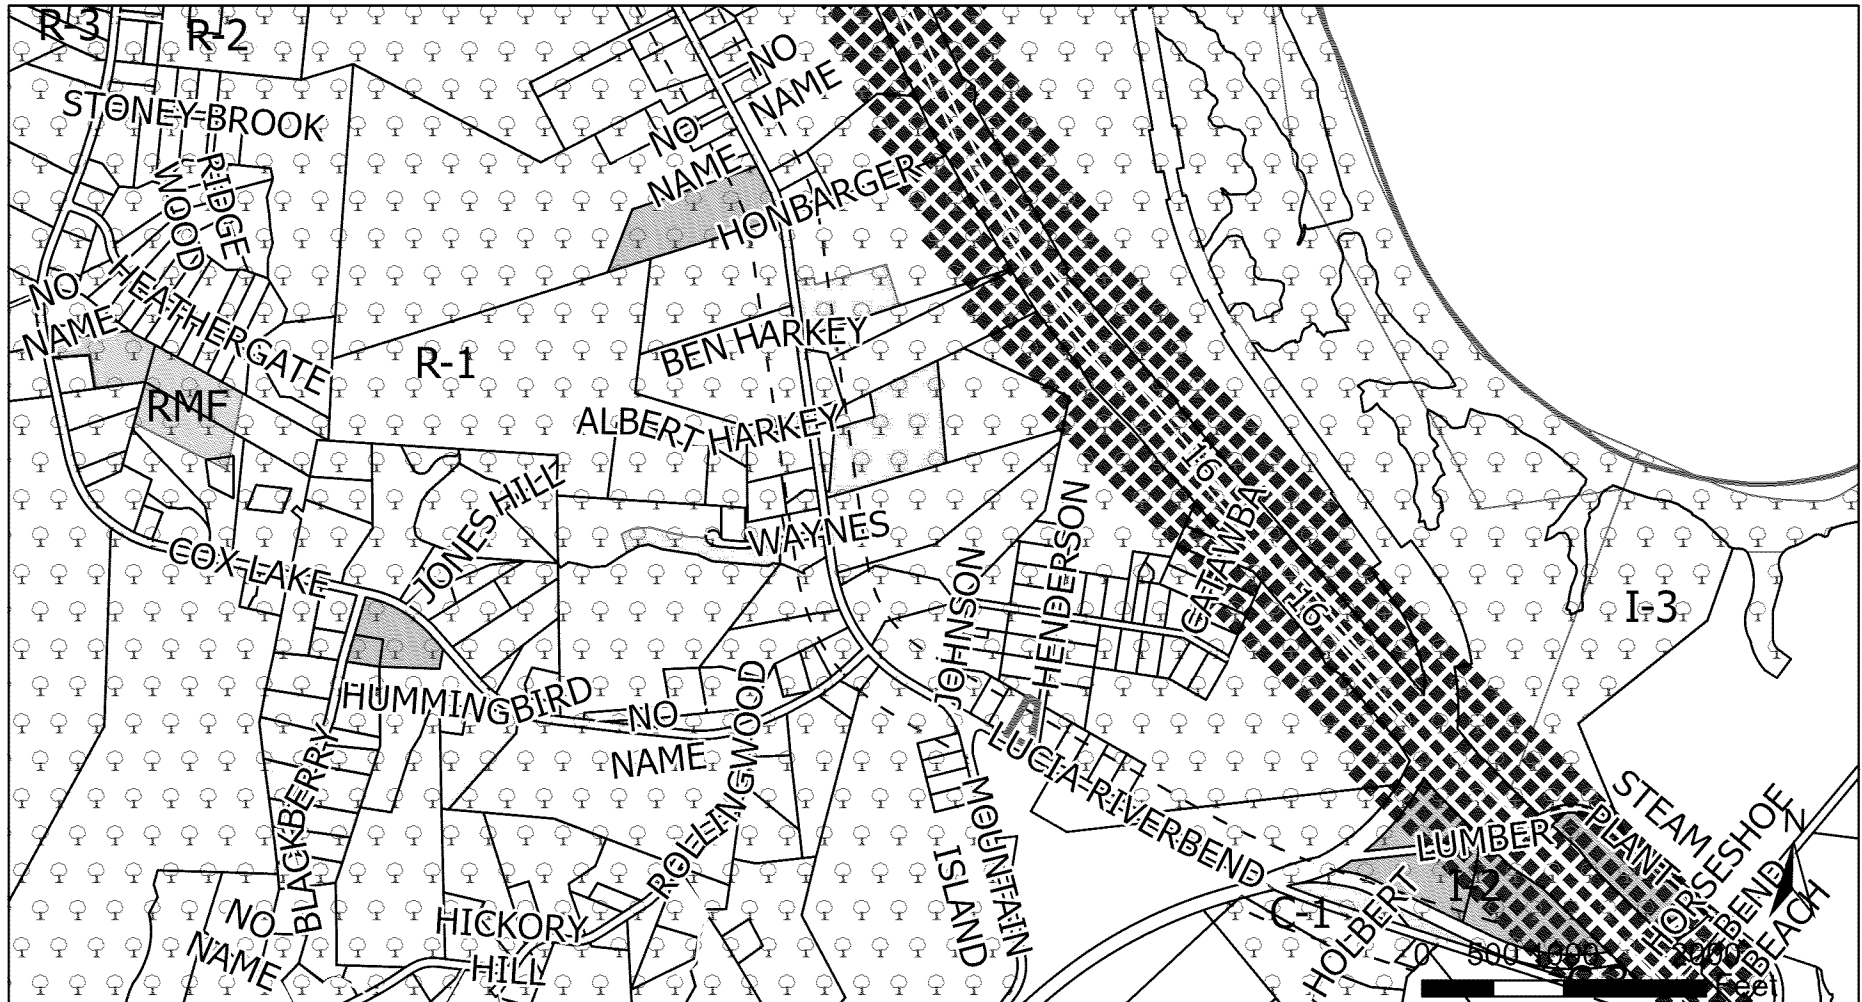 R-3
R-2
NO
NAME
STONEY BROOK
NO
NAME
RIDGE
WOOD
HONBARGER
NO
NAME
HEATHERGATE
BEN HARKEY
R-1
RMF
ALBERT HARKEY
16
JONES HILL
WAYNES
HENDERSON
CATAWBA
COX LAKE
JOHNSON
16
I-3
HUMMINGBIRD
NO
NAME
ROLLINGWOOD
LUCIA RIVERBEND
BLACKBERRY
MOUNTAIN
ISLAND
STEAM
PLANT
LUMBER
HORSESHOE
BEND
BEACH
N
I-2
C-1
HOLBERT
NO
NAME
HICKORY
HILL
0 500 1000 2000
Feet